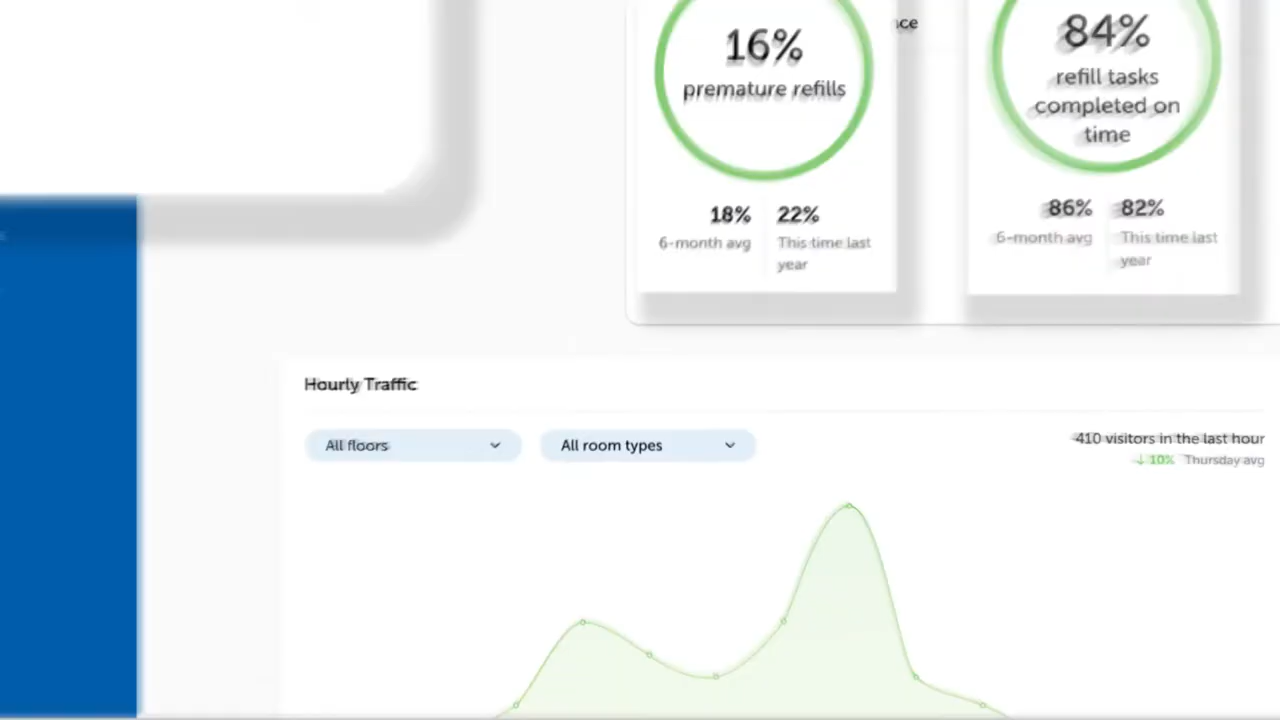 16%
premature refills
18%
6-month avg
22%
This time last
year
84%
refill tasks
completed on
time
86%
6-month avg
82%
This time last
year
Hourly Traffic
All floors
All room types
410 visitors in the last hour
↓ 10% Thursday avg